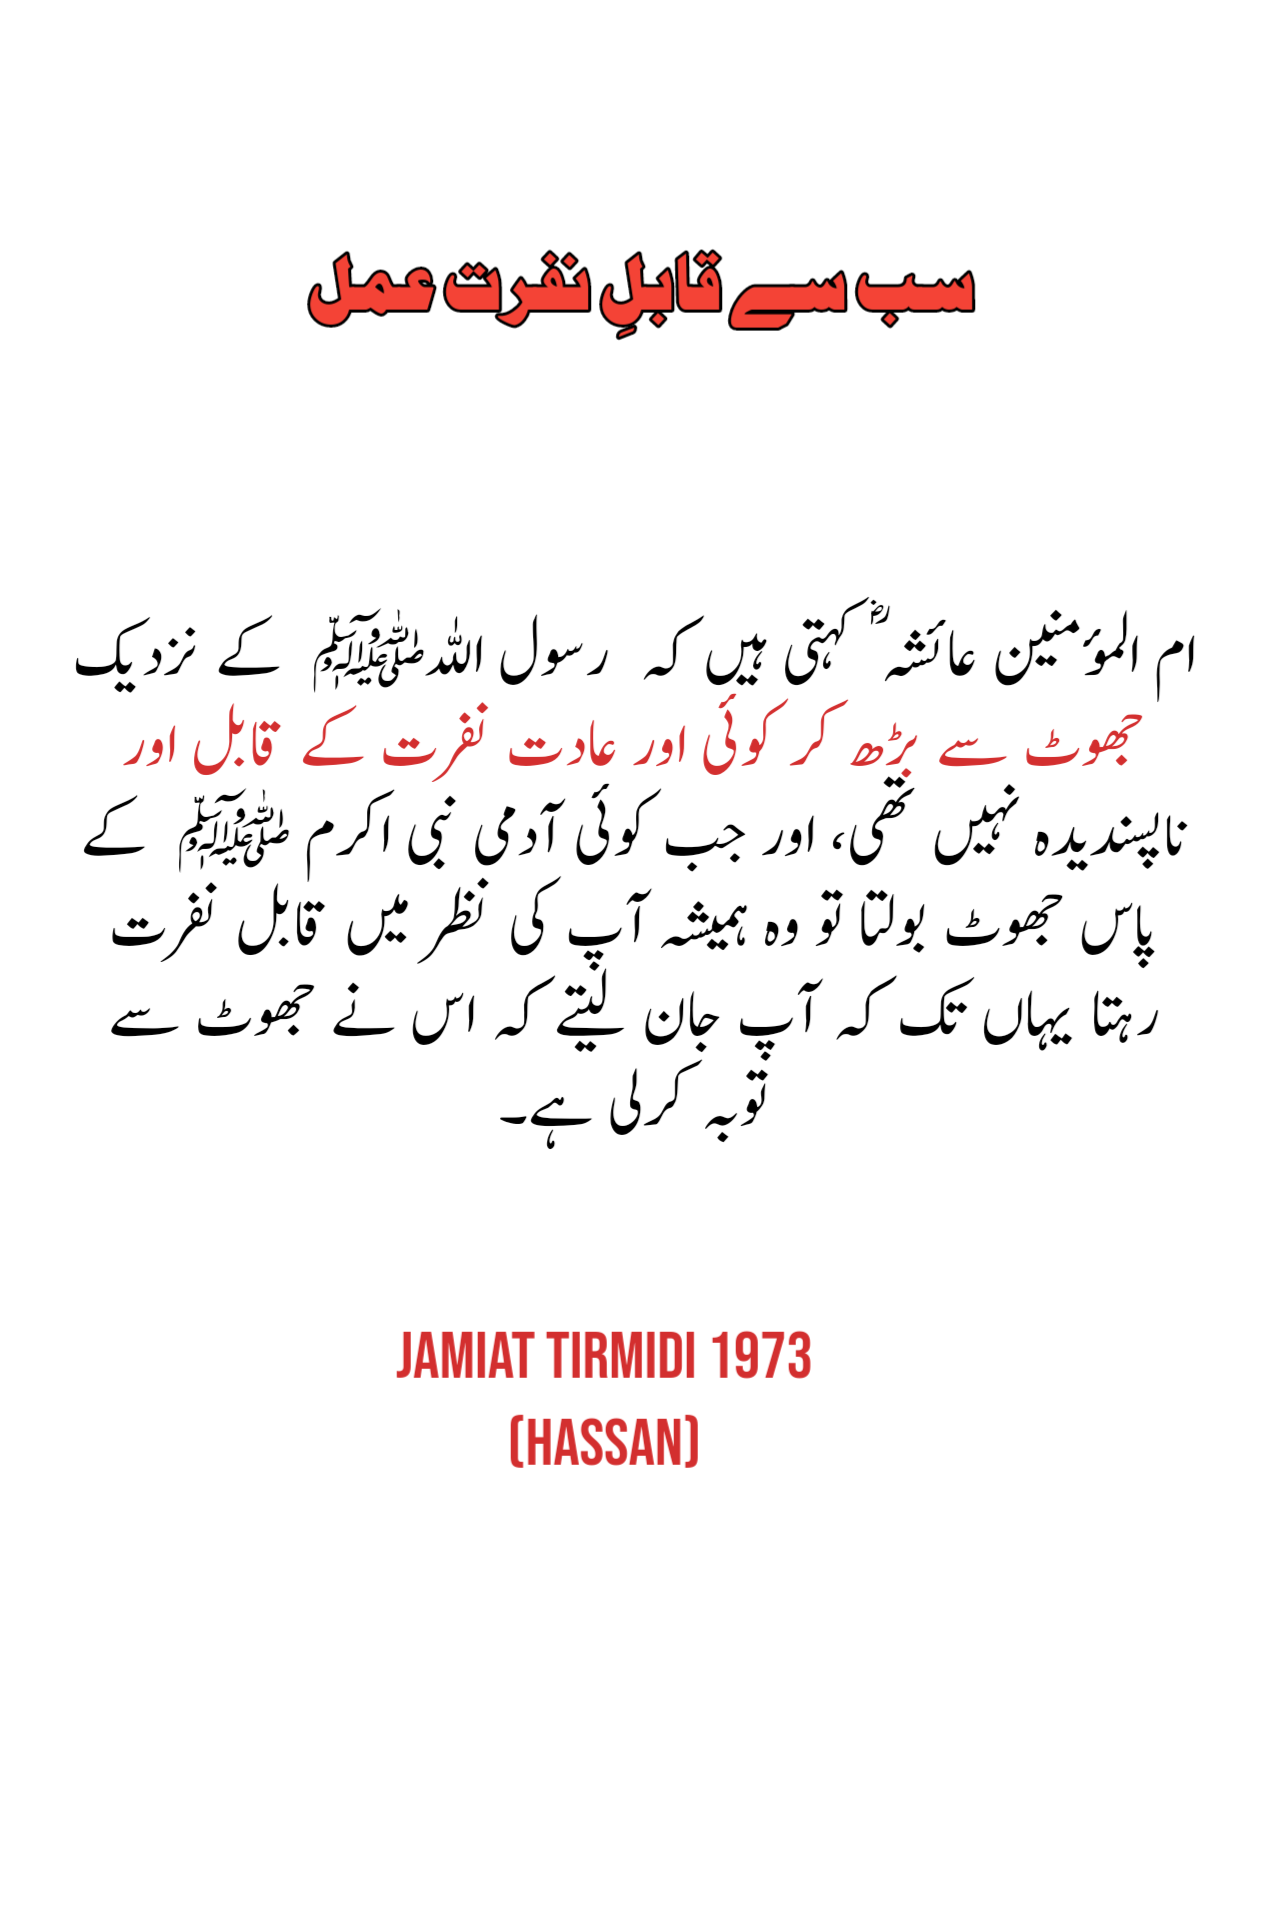 سب سے قابلِ نفرت عمل
ام المؤمنین عائشہؓ کہتی ہیں کہ رسول اللہﷺ کے نزدیک
جھوٹ سے بڑھ کر کوئی اور عادت نفرت کے قابل اور
ناپسندیدہ نہیں تھی، اور جب کوئی آدمی نبی اکرم ﷺ کے
پاس جھوٹ بولتا تو وہ ہمیشہ آپ کی نظر میں قابل نفرت
رہتا یہاں تک کہ آپ جان لیتے کہ اس نے جھوٹ سے
توبہ کرلی ہے۔
JAMIAT TIRMIDI 1973
(HASSAN)